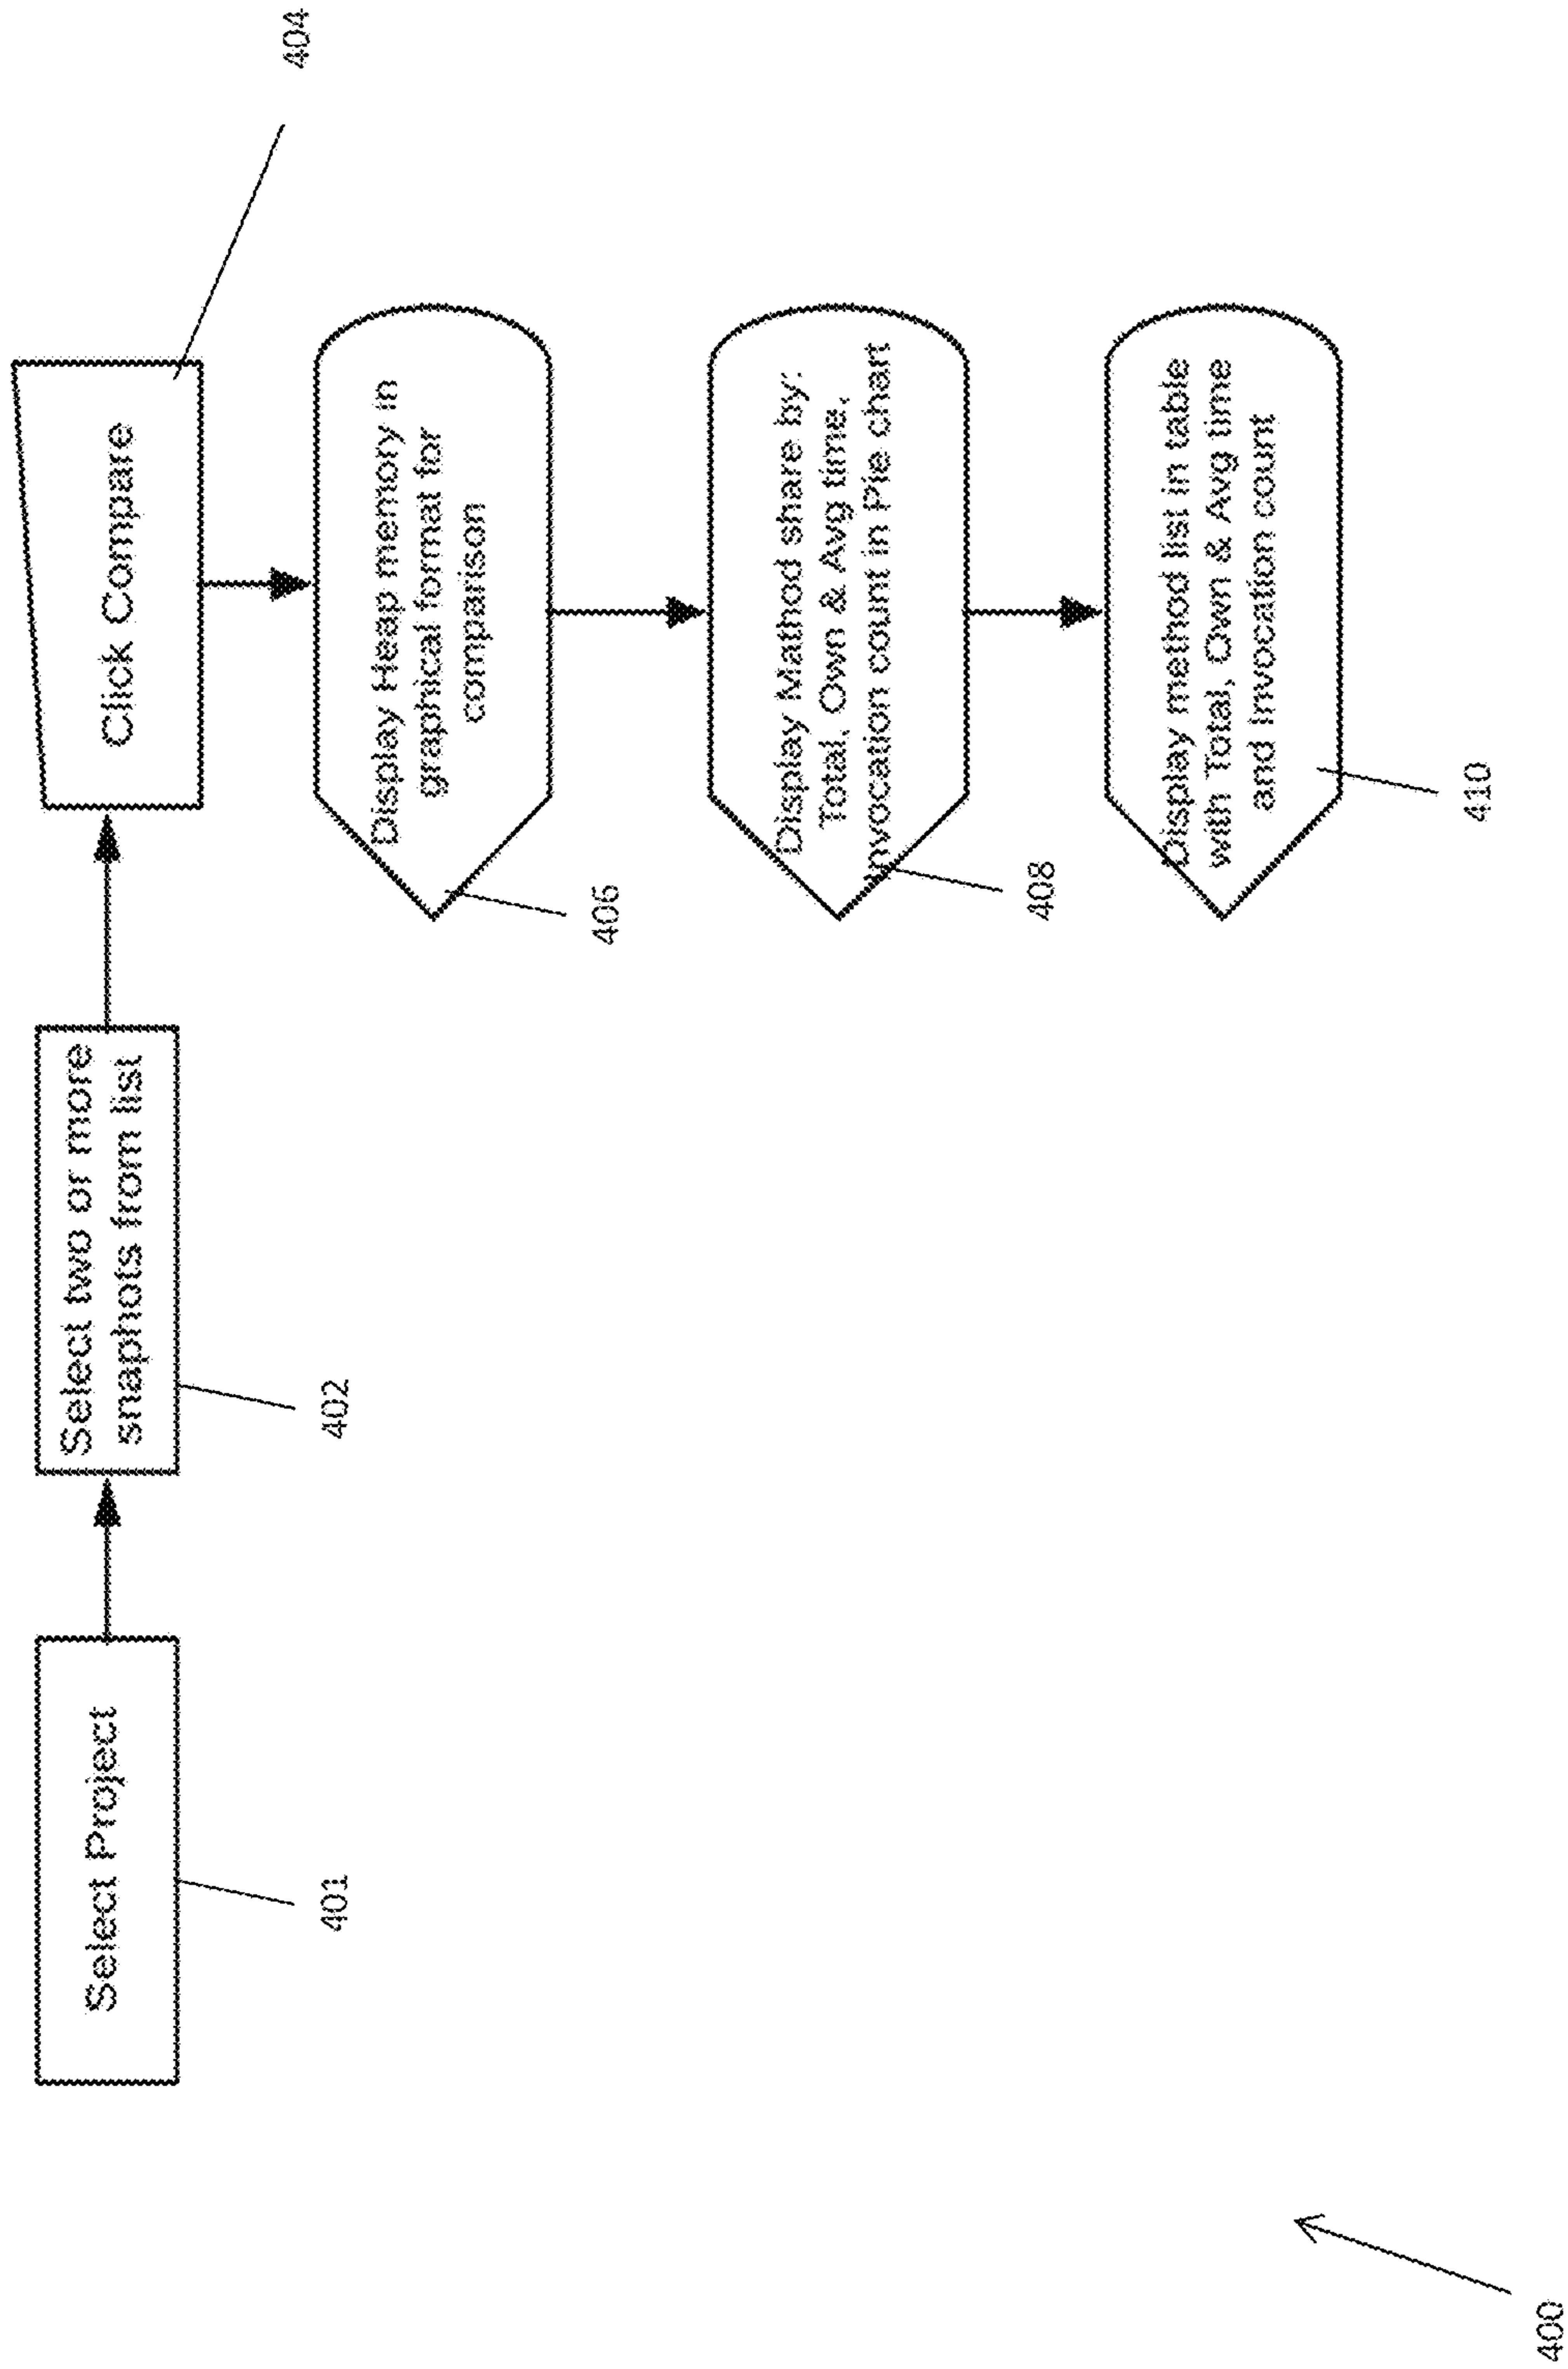 Select Project
401
Select two or more
snaphots from list
402
Click Compare
404
Display Heap memory in
graphical format for
comparison
406
Display Mathod share by:
Total, Own & Avg time,
invocation count in Pie chart
408
Display method list in table
with Total, Own & Avg time
and Invocation count
410
400